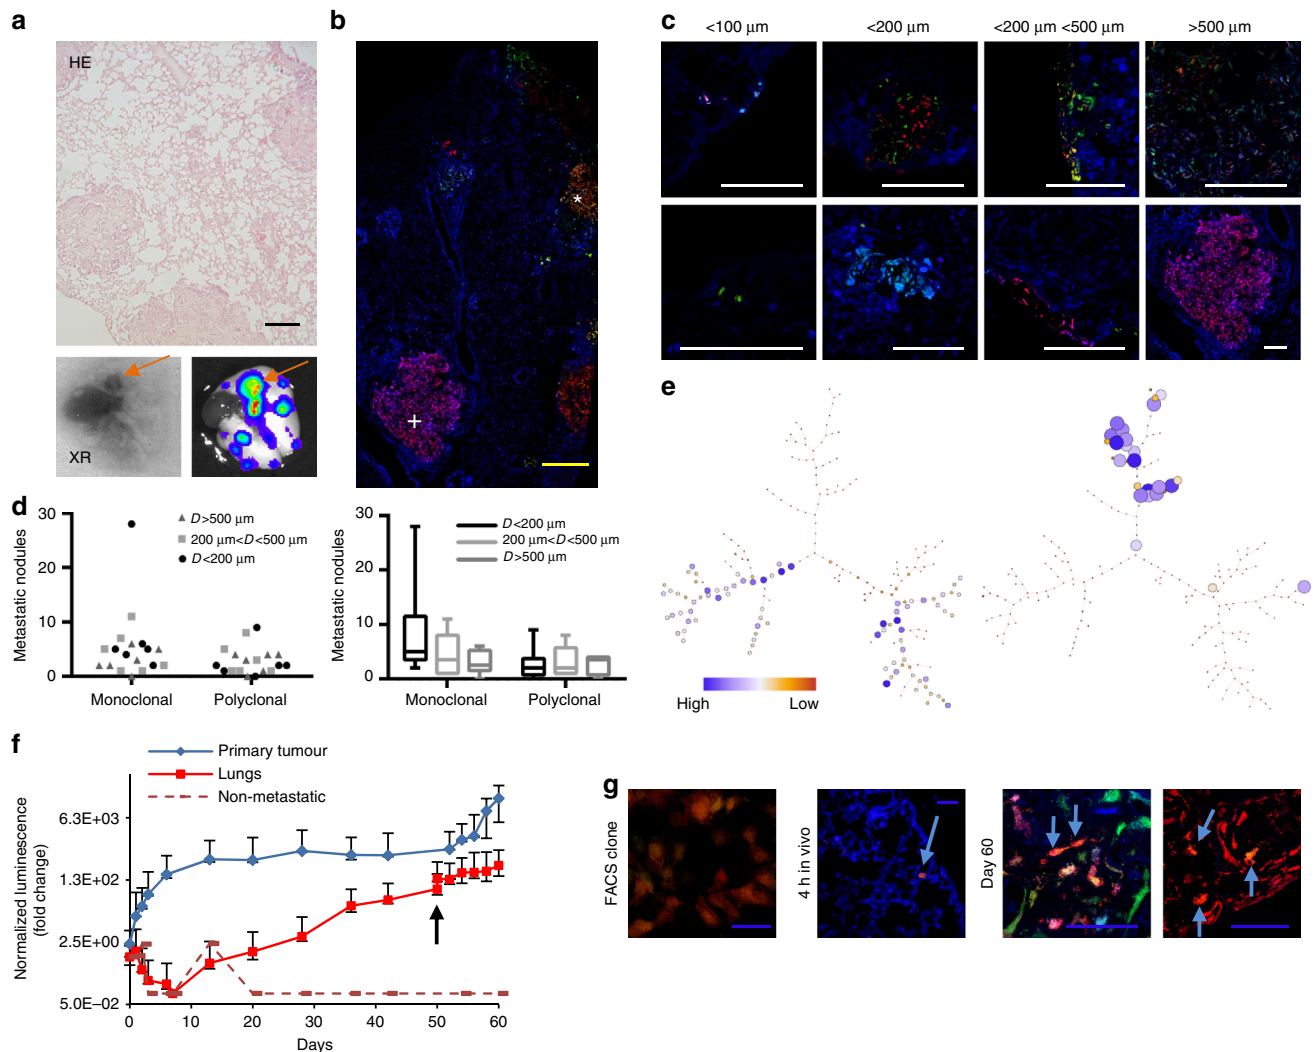 a
HE
XR
b
*
+
c
<100 µm
<200 µm
<200 µm <500 µm
>500 µm
d
Metastatic nodules
30
20
10
0
D>500 µm
200 µm<D<500 µm
D<200 µm
Monoclonal
Polyclonal
Metastatic nodules
30
20
10
0
D<200 µm
200 µm<D<500 µm
D>500 µm
Monoclonal
Polyclonal
e
High
Low
f
Primary tumour
Lungs
Non-metastatic
Normalized luminescence
(fold change)
6.3E+03
1.3E+02
2.5E+00
5.0E–02
0
10
20
30
40
50
60
Days
g
FACS clone
4 h in vivo
Day 60